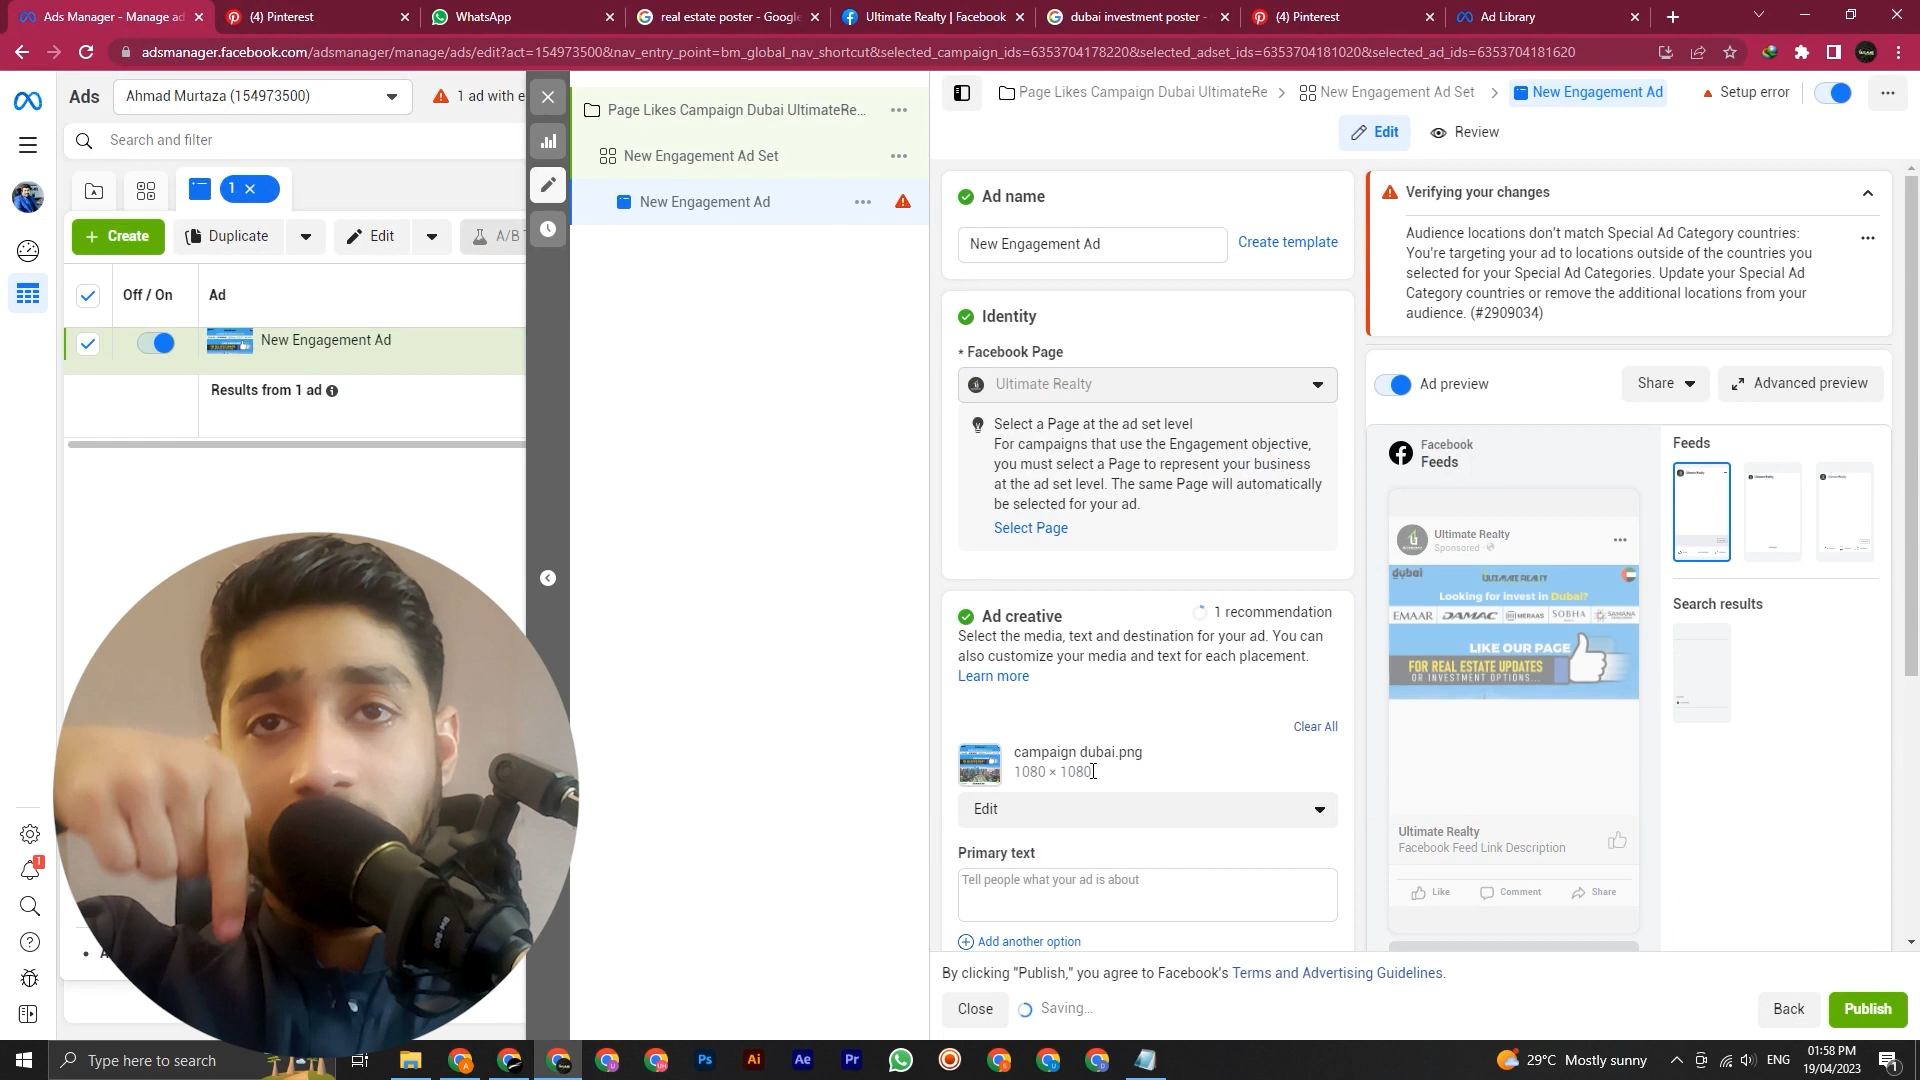 Ads Manager - Manage ad
(4) Pinterest
WhatsApp
real estate poster - Google
Ultimate Realty | Facebook
dubai investment poster -
(4) Pinterest
Ad Library
adsmanager.facebook.com/adsmanager/manage/ads/edit?act=154973500&nav_entry_point=bm_global_nav_shortcut&selected_campaign_ids=6353704178220&selected_adset_ids=6353704181020&selected_ad_ids=6353704181620
Ads
Ahmad Murtaza (154973500)
1 ad with e
Search and filter
1
Create
Duplicate
Edit
A/B T
Off / On
Ad
New Engagement Ad
Results from 1 ad
Page Likes Campaign Dubai UltimateRe...
New Engagement Ad Set
New Engagement Ad
Page Likes Campaign Dubai UltimateRe
New Engagement Ad Set
New Engagement Ad
Setup error
Edit
Review
Ad name
New Engagement Ad
Create template
Identity
* Facebook Page
Ultimate Realty
Select a Page at the ad set level
For campaigns that use the Engagement objective,
you must select a Page to represent your business
at the ad set level. The same Page will automatically
be selected for your ad.
Select Page
Ad creative
1 recommendation
Select the media, text and destination for your ad. You can
also customize your media and text for each placement.
Learn more
Clear All
campaign dubai.png
1080 × 1080
Edit
Primary text
Tell people what your ad is about
Add another option
Verifying your changes
Audience locations don't match Special Ad Category countries:
You're targeting your ad to locations outside of the countries you
selected for your Special Ad Categories. Update your Special Ad
Category countries or remove the additional locations from your
audience. (#2909034)
Ad preview
Share
Advanced preview
Facebook
Feeds
Feeds
Search results
Ultimate Realty
Sponsored ·
dubai
ULTIMATE REALTY
Looking for invest in Dubai?
EMAAR
DAMAC
MERAAS
SOBHA
SAMANA
LIKE OUR PAGE
FOR REAL ESTATE UPDATES
OR INVESTMENT OPTIONS...
Ultimate Realty
Facebook Feed Link Description
Like
Comment
Share
By clicking "Publish," you agree to Facebook's Terms and Advertising Guidelines.
Close
Saving...
Back
Publish
1
Type here to search
Ps
Ai
Ae
Pr
29°C Mostly sunny
ENG
01:58 PM
19/04/2023
1